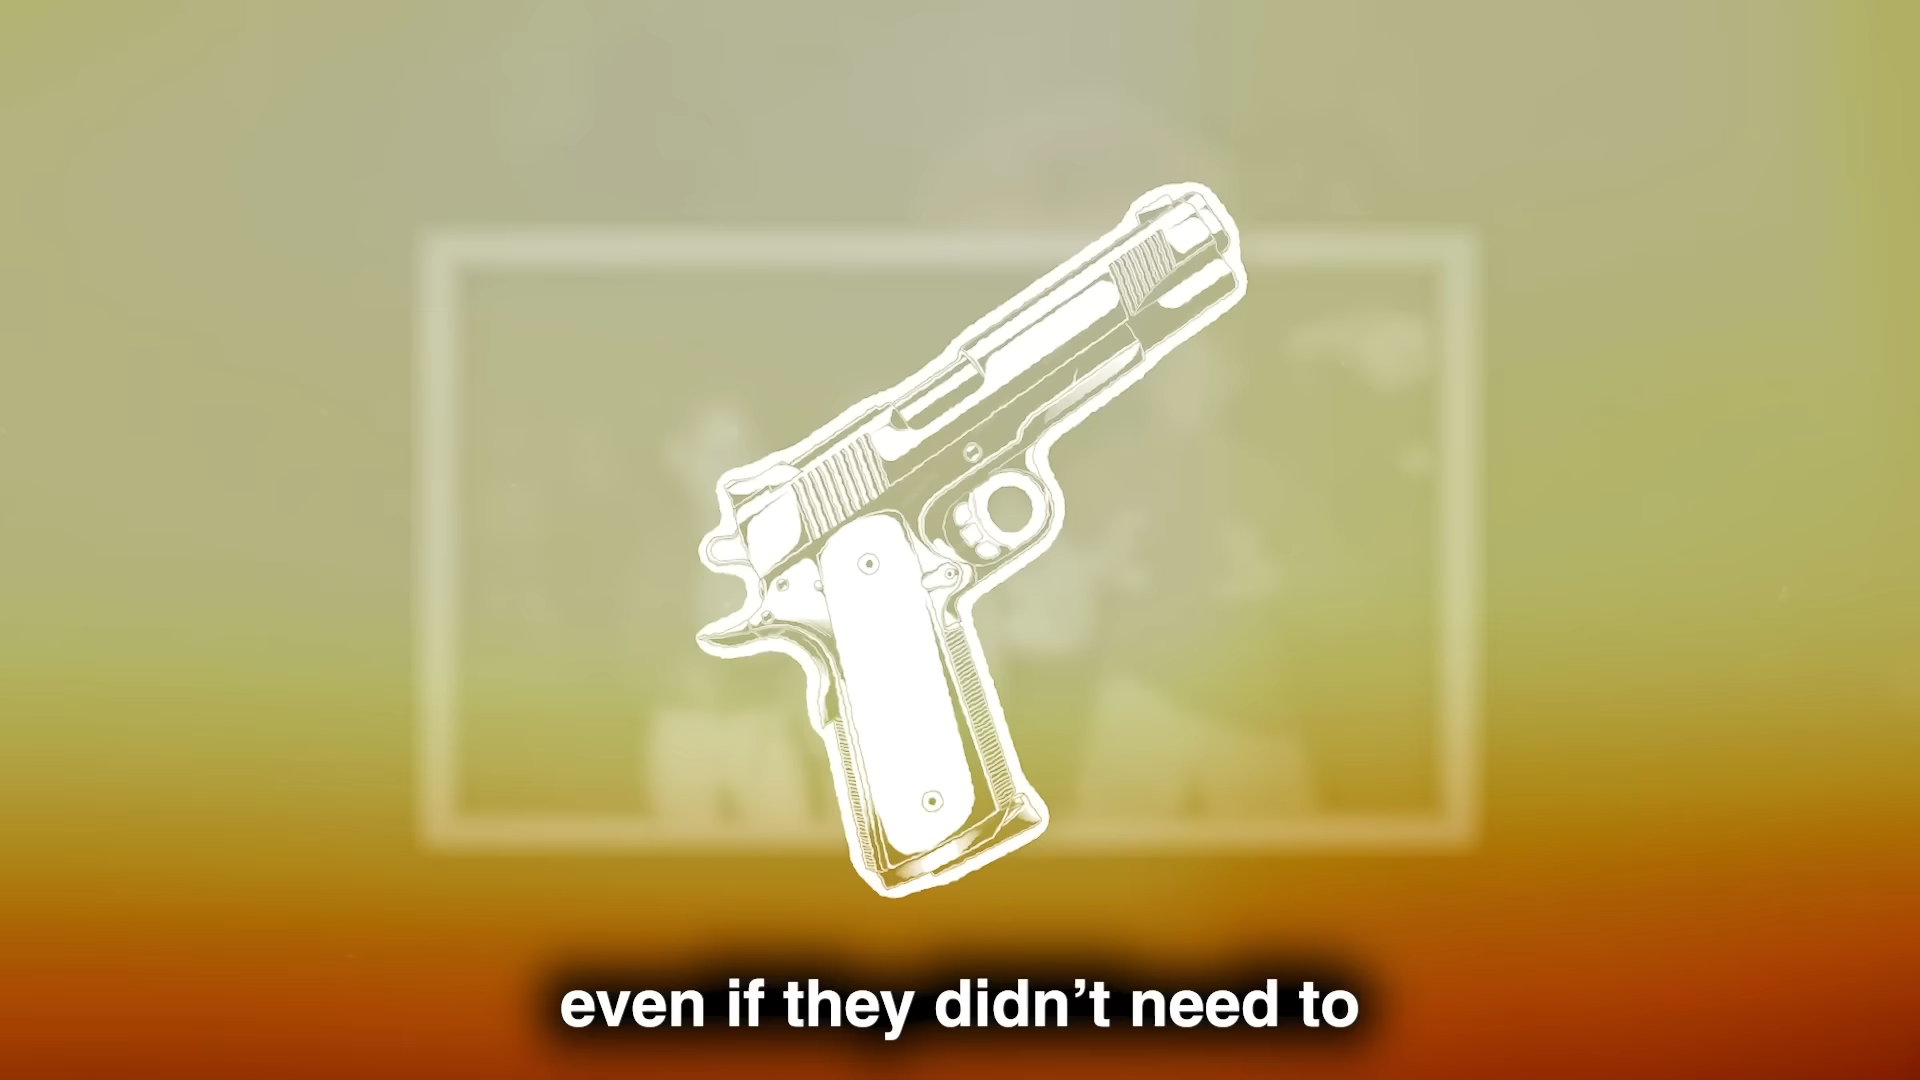 even if they didn’t need to